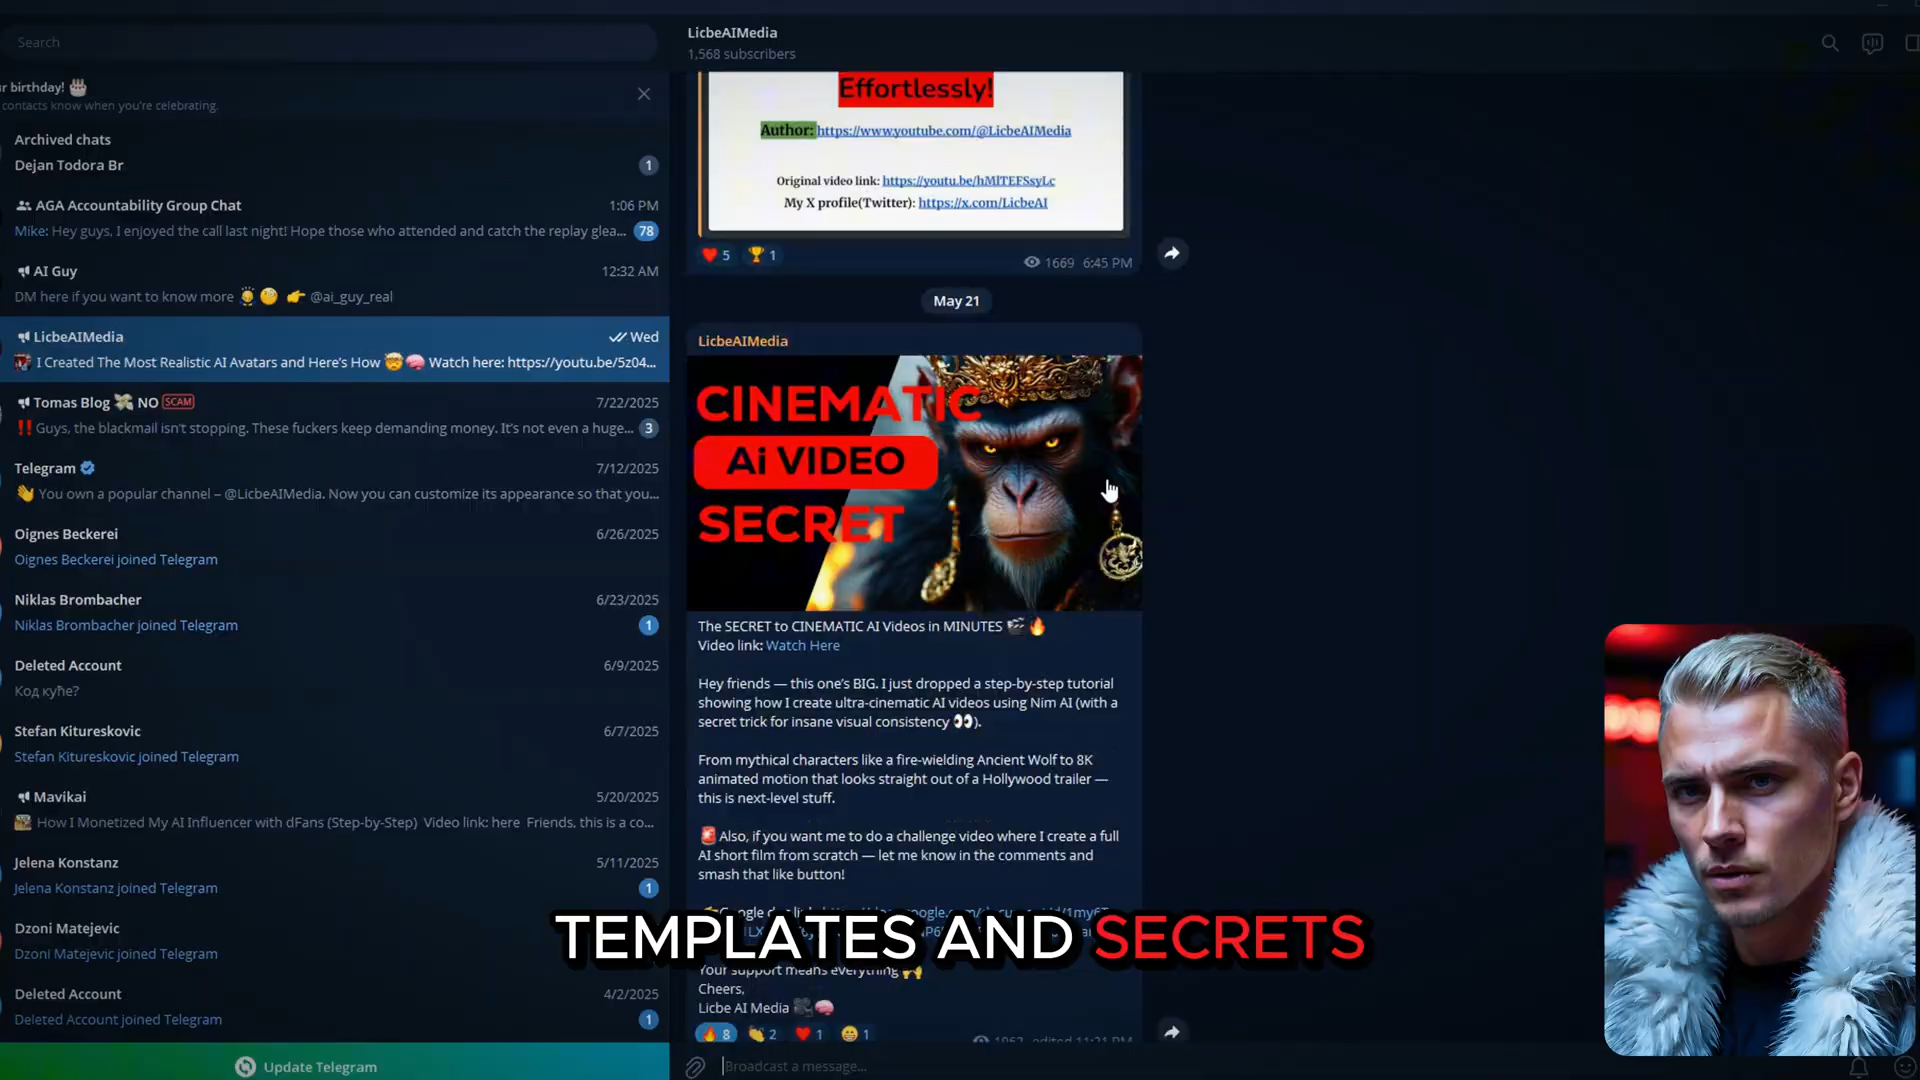 Search
r birthday!
contacts know when you're celebrating.
Archived chats
Dejan Todora Br
1
AGA Accountability Group Chat
1:06 PM
Mike: Hey guys, I enjoyed the call last night! Hope those who attended and catch the replay glea...
78
AI Guy
12:32 AM
DM here if you want to know more @ai_guy_real
LicbeAIMedia
Wed
I Created The Most Realistic AI Avatars and Here's How Watch here: https://youtu.be/5z04...
Tomas Blog NO SCAM
7/22/2025
Guys, the blackmail isn't stopping. These fuckers keep demanding money. It's not even a huge...
3
Telegram
7/12/2025
You own a popular channel – @LicbeAIMedia. Now you can customize its appearance so that you...
Oignes Beckerei
6/26/2025
Oignes Beckerei joined Telegram
Niklas Brombacher
6/23/2025
Niklas Brombacher joined Telegram
1
Deleted Account
6/9/2025
Код куће?
Stefan Kitureskovic
6/7/2025
Stefan Kitureskovic joined Telegram
Mavikai
5/20/2025
How I Monetized My AI Influencer with dFans (Step-by-Step) Video link: here Friends, this is a co...
Jelena Konstanz
5/11/2025
Jelena Konstanz joined Telegram
1
Dzoni Matejevic
5/2/2025
Dzoni Matejevic joined Telegram
Deleted Account
4/2/2025
Deleted Account joined Telegram
1
Update Telegram
LicbeAIMedia
1,568 subscribers
Effortlessly!
Author: https://www.youtube.com/@LicbeAIMedia
Original video link: https://youtu.be/hMlTEFSsyLc
My X profile(Twitter): https://x.com/LicbeAI
5
1
1669 6:45 PM
May 21
LicbeAIMedia
CINEMATIC
Ai VIDEO
SECRET
The SECRET to CINEMATIC AI Videos in MINUTES
Video link: Watch Here
Hey friends — this one's BIG. I just dropped a step-by-step tutorial
showing how I create ultra-cinematic AI videos using Nim AI (with a
secret trick for insane visual consistency ).
From mythical characters like a fire-wielding Ancient Wolf to 8K
animated motion that looks straight out of a Hollywood trailer —
this is next-level stuff.
Also, if you want me to do a challenge video where I create a full
AI short film from scratch — let me know in the comments and
smash that like button!
TEMPLATES AND SECRETS
Your support means everything
Cheers,
Licbe AI Media
8
2
1
1
1962 edited 11:21 PM
Broadcast a message...